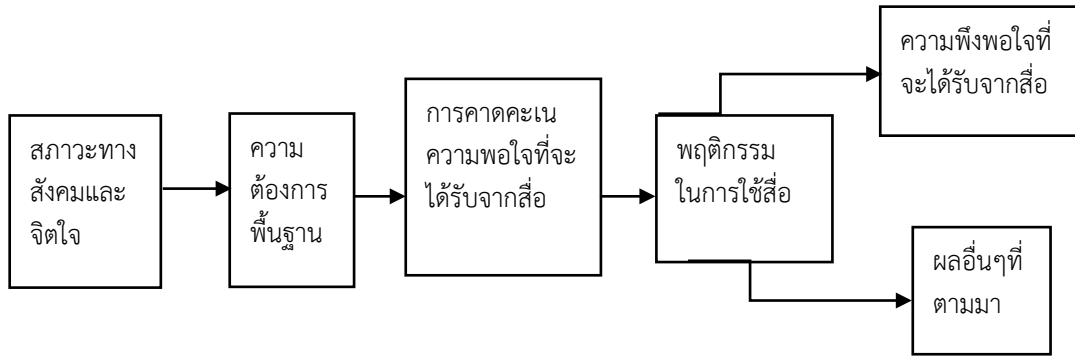 สภาวะทาง
สังคมและ
จิตใจ
ความ
ต้องการ
พื้นฐาน
การคาดคะเน
ความพอใจที่จะ
ได้รับจากสื่อ
พฤติกรรม
ในการใช้สื่อ
ความพึงพอใจที่
จะได้รับจากสื่อ
ผลอื่นๆที่
ตามมา